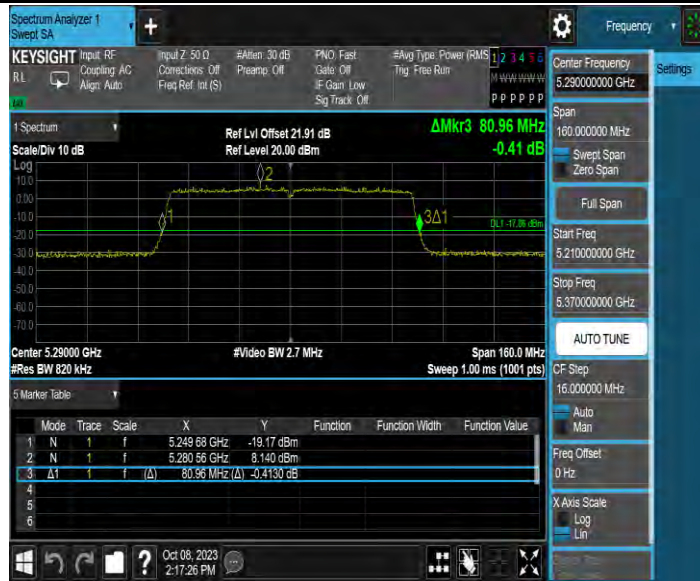 Spectrum Analyzer 1
Swept SA
+
Frequency
KEYSIGHT Input: RF Input Z: 50 Ω #Atten: 30 dB PNO: Fast #Avg Type: Power (RMS 1 2 3 4 5 6
RL Coupling: AC Corrections: Off Preamp: Off Gate: Off Trig: Free Run M W W W W W
Align: Auto Freq Ref: Int (S) IF Gain: Low
Sig Track: Off P P P P P P
1 Spectrum
Scale/Div 10 dB
Ref Lvl Offset 21.91 dB
Ref Level 20.00 dBm
ΔMkr3 80.96 MHz
-0.41 dB
Log
10.0
0.00
-10.0
-20.0
-30.0
-40.0
-50.0
-60.0
-70.0
1
2
3Δ1
DL1 -17.86 dBm
Center 5.29000 GHz #Video BW 2.7 MHz Span 160.0 MHz
#Res BW 820 kHz Sweep 1.00 ms (1001 pts)
5 Marker Table
Mode Trace Scale X Y Function Function Width Function Value
1 N 1 f 5.249 68 GHz -19.17 dBm
2 N 1 f 5.280 56 GHz 8.140 dBm
3 Δ1 1 f (Δ) 80.96 MHz (Δ) -0.4130 dB
4
5
6
?
Oct 08, 2023
2:17:26 PM
Center Frequency
5.290000000 GHz
Settings
Span
160.000000 MHz
Swept Span
Zero Span
Full Span
Start Freq
5.210000000 GHz
Stop Freq
5.370000000 GHz
AUTO TUNE
CF Step
16.000000 MHz
Auto
Man
Freq Offset
0 Hz
X Axis Scale
Log
Lin